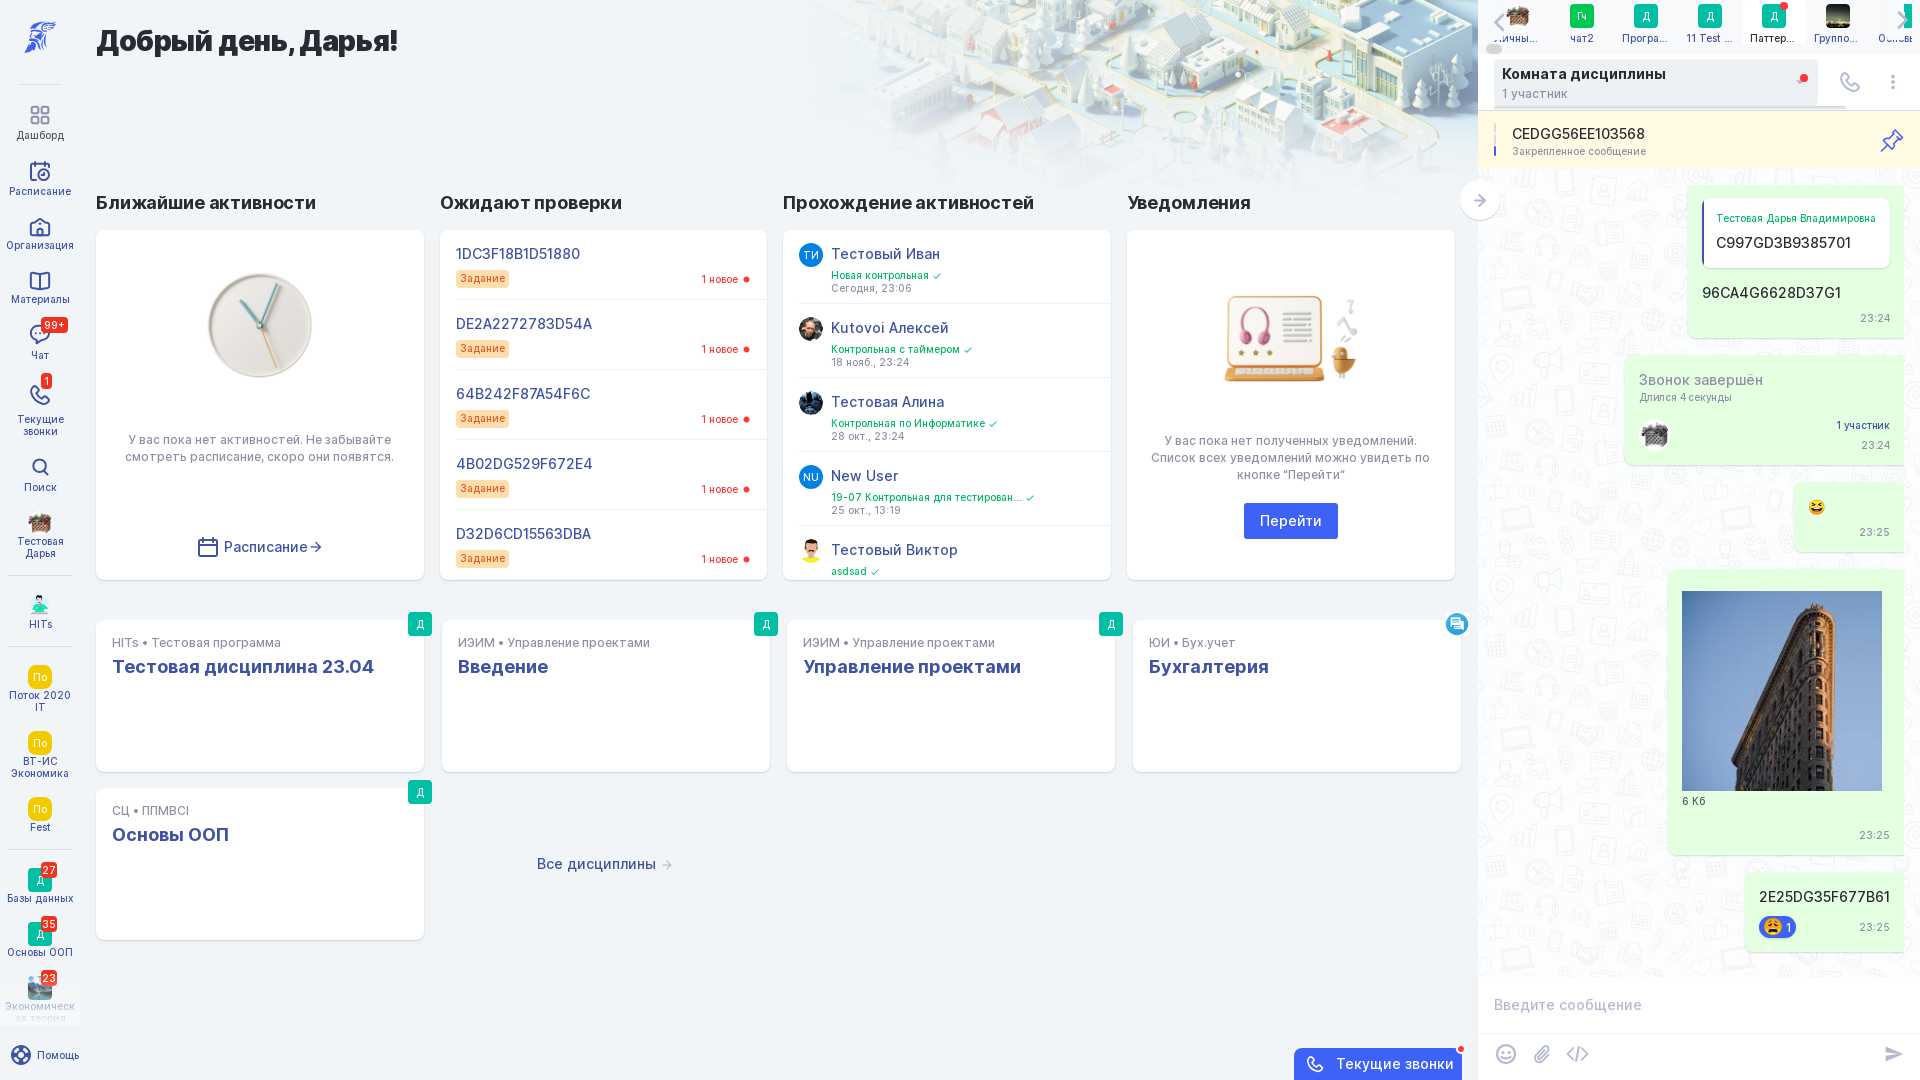 Добрый день, Дарья!
Дашборд
Расписание
Организация
Материалы
99+
Чат
1
Текущие
звонки
Поиск
Тестовая
Дарья
HITs
По
Поток 2020
IT
По
ВТ-ИС
Экономика
По
Fest
27
Д
Базы данных
35
Д
Основы ООП
23
Экономическ
ая теория
Помощь
Ближайшие активности
У вас пока нет активностей. Не забывайте
смотреть расписание, скоро они появятся.
Расписание
Ожидают проверки
1DC3F18B1D51880
Задание
1 новое
DE2A2272783D54A
Задание
1 новое
64B242F87A54F6C
Задание
1 новое
4B02DG529F672E4
Задание
1 новое
D32D6CD15563DBA
Задание
1 новое
Прохождение активностей
ТИ
Тестовый Иван
Новая контрольная
Сегодня, 23:06
Kutovoi Алексей
Контрольная с таймером
18 нояб., 23:24
Тестовая Алина
Контрольная по Информатике
28 окт., 23:24
NU
New User
19-07 Контрольная для тестирован...
25 окт., 13:19
Тестовый Виктор
asdsad
Уведомления
У вас пока нет полученных уведомлений.
Список всех уведомлений можно увидеть по
кнопке “Перейти“
Перейти
Д
HITs • Тестовая программа
Тестовая дисциплина 23.04
Д
ИЭИМ • Управление проектами
Введение
Д
ИЭИМ • Управление проектами
Управление проектами
ЮИ • Бух.учет
Бухгалтерия
Д
СЦ • ППМВСІ
Основы ООП
Все дисциплины
Текущие звонки
Гч
чат2
Д
Програ...
Д
11 Test ...
Д
Паттер...
Группо...
Комната дисциплины
1 участник
CEDGG56EE103568
Закрепленное сообщение
Тестовая Дарья Владимировна
C997GD3B9385701
96CA4G6628D37G1
23:24
Звонок завершён
Длился 4 секунды
1 участник
23:24
23:25
6 Кб
23:25
2E25DG35F677B61
1
23:25
Введите сообщение